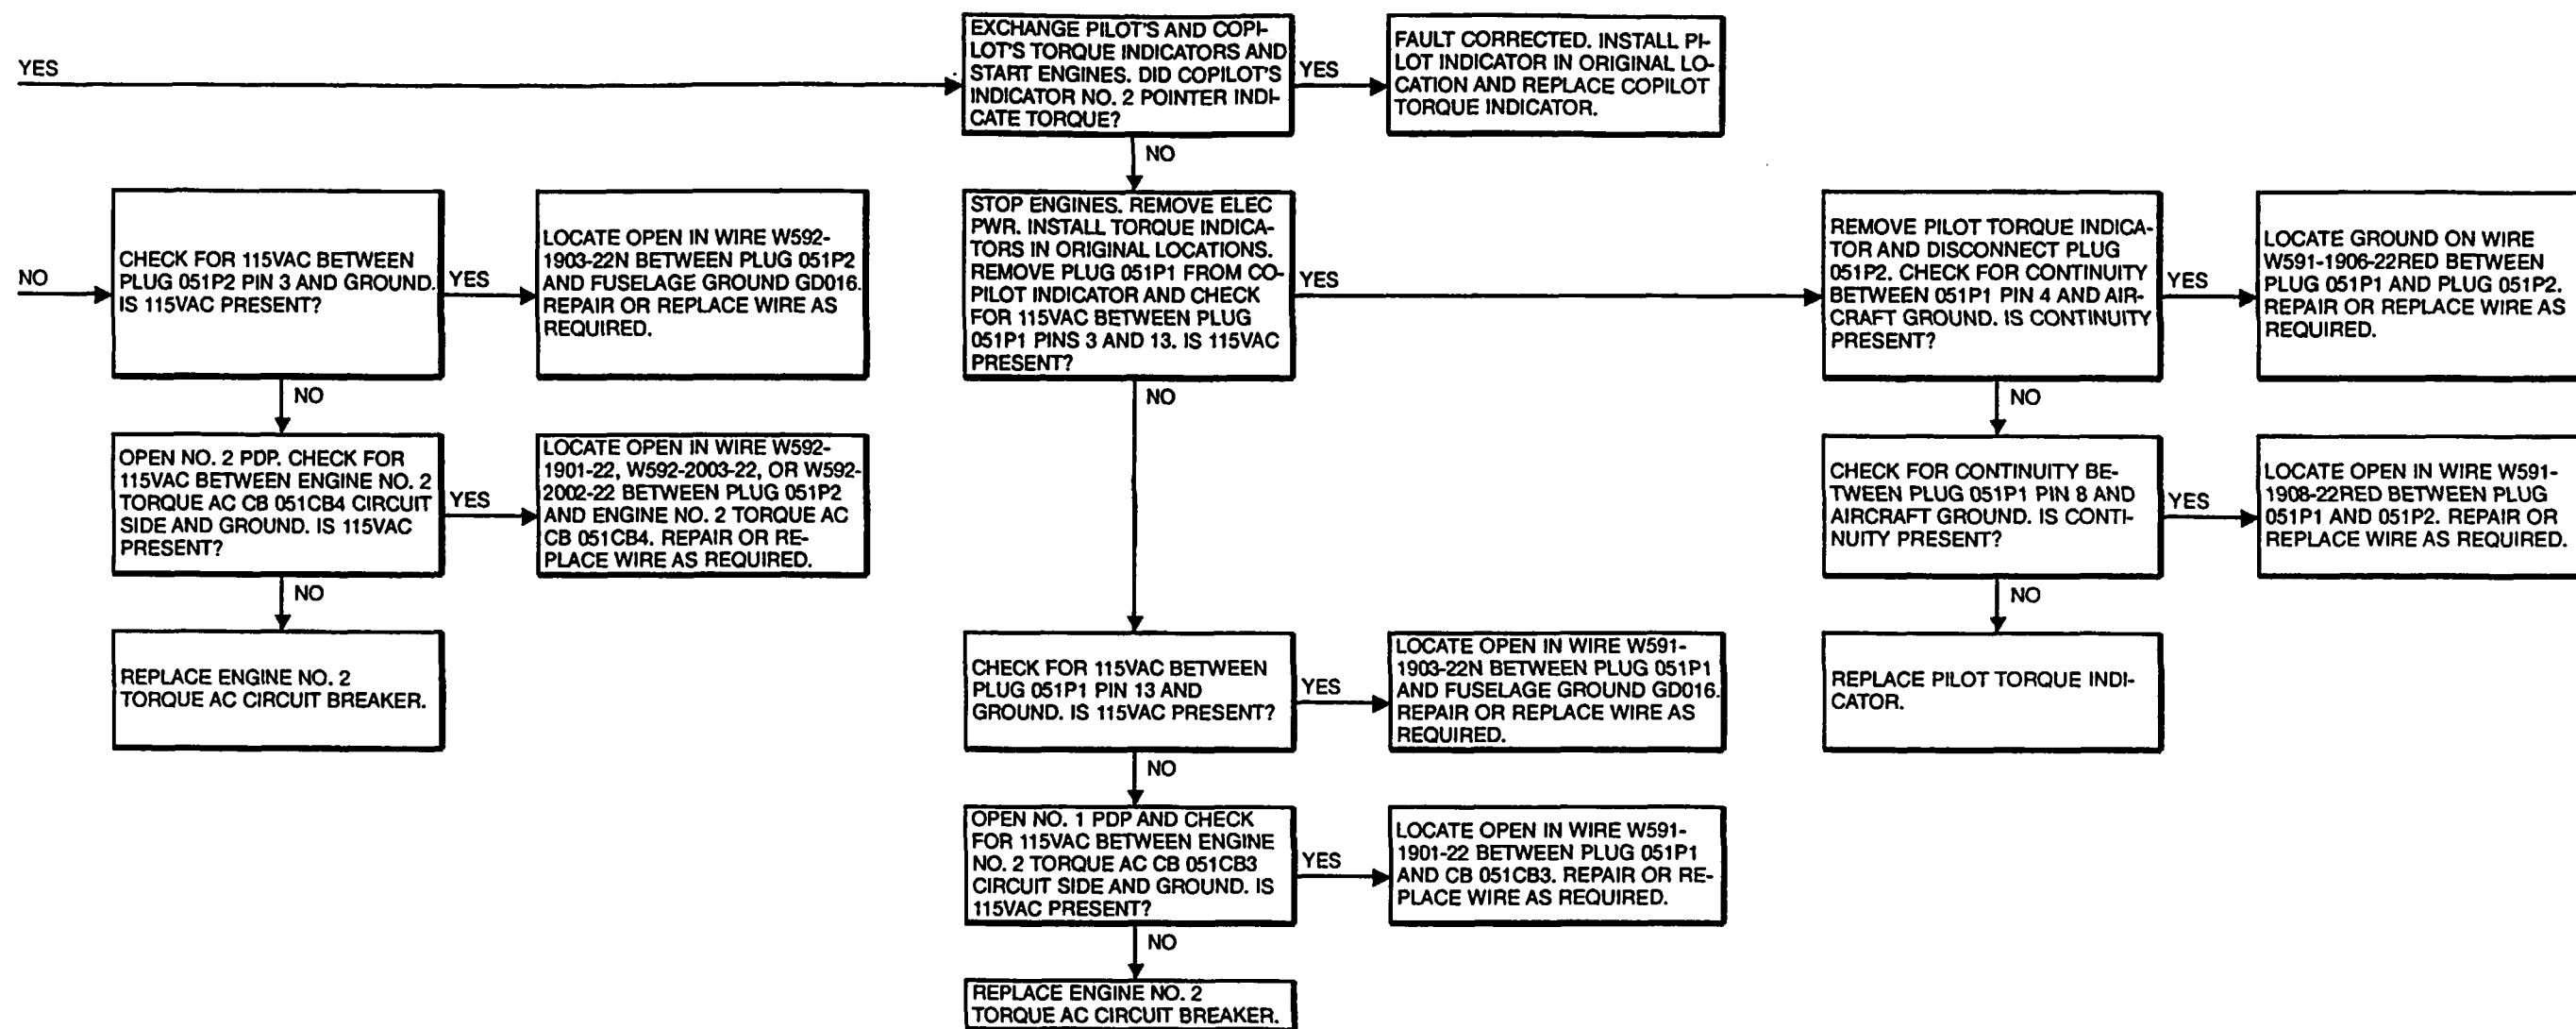 YES
EXCHANGE PILOT'S AND COPI-
LOT'S TORQUE INDICATORS AND
START ENGINES. DID COPILOT'S
INDICATOR NO. 2 POINTER INDI-
CATE TORQUE?
YES
FAULT CORRECTED. INSTALL PI-
LOT INDICATOR IN ORIGINAL LO-
CATION AND REPLACE COPILOT
TORQUE INDICATOR.
NO
NO
CHECK FOR 115VAC BETWEEN
PLUG 051P2 PIN 3 AND GROUND.
IS 115VAC PRESENT?
YES
LOCATE OPEN IN WIRE W592-
1903-22N BETWEEN PLUG 051P2
AND FUSELAGE GROUND GD016.
REPAIR OR REPLACE WIRE AS
REQUIRED.
STOP ENGINES. REMOVE ELEC
PWR. INSTALL TORQUE INDICA-
TORS IN ORIGINAL LOCATIONS.
REMOVE PLUG 051P1 FROM CO-
PILOT INDICATOR AND CHECK
FOR 115VAC BETWEEN PLUG
051P1 PINS 3 AND 13. IS 115VAC
PRESENT?
YES
REMOVE PILOT TORQUE INDICA-
TOR AND DISCONNECT PLUG
051P2. CHECK FOR CONTINUITY
BETWEEN 051P1 PIN 4 AND AIR-
CRAFT GROUND. IS CONTINUITY
PRESENT?
YES
LOCATE GROUND ON WIRE
W591-1906-22RED BETWEEN
PLUG 051P1 AND PLUG 051P2.
REPAIR OR REPLACE WIRE AS
REQUIRED.
NO
NO
NO
OPEN NO. 2 PDP. CHECK FOR
115VAC BETWEEN ENGINE NO. 2
TORQUE AC CB 051CB4 CIRCUIT
SIDE AND GROUND. IS 115VAC
PRESENT?
YES
LOCATE OPEN IN WIRE W592-
1901-22, W592-2003-22, OR W592-
2002-22 BETWEEN PLUG 051P2
AND ENGINE NO. 2 TORQUE AC
CB 051CB4. REPAIR OR RE-
PLACE WIRE AS REQUIRED.
CHECK FOR CONTINUITY BE-
TWEEN PLUG 051P1 PIN 8 AND
AIRCRAFT GROUND. IS CONTI-
NUITY PRESENT?
YES
LOCATE OPEN IN WIRE W591-
1908-22RED BETWEEN PLUG
051P1 AND 051P2. REPAIR OR
REPLACE WIRE AS REQUIRED.
NO
NO
REPLACE ENGINE NO. 2
TORQUE AC CIRCUIT BREAKER.
CHECK FOR 115VAC BETWEEN
PLUG 051P1 PIN 13 AND
GROUND. IS 115VAC PRESENT?
YES
LOCATE OPEN IN WIRE W591-
1903-22N BETWEEN PLUG 051P1
AND FUSELAGE GROUND GD016.
REPAIR OR REPLACE WIRE AS
REQUIRED.
REPLACE PILOT TORQUE INDI-
CATOR.
NO
OPEN NO. 1 PDP AND CHECK
FOR 115VAC BETWEEN ENGINE
NO. 2 TORQUE AC CB 051CB3
CIRCUIT SIDE AND GROUND. IS
115VAC PRESENT?
YES
LOCATE OPEN IN WIRE W591-
1901-22 BETWEEN PLUG 051P1
AND CB 051CB3. REPAIR OR RE-
PLACE WIRE AS REQUIRED.
NO
REPLACE ENGINE NO. 2
TORQUE AC CIRCUIT BREAKER.